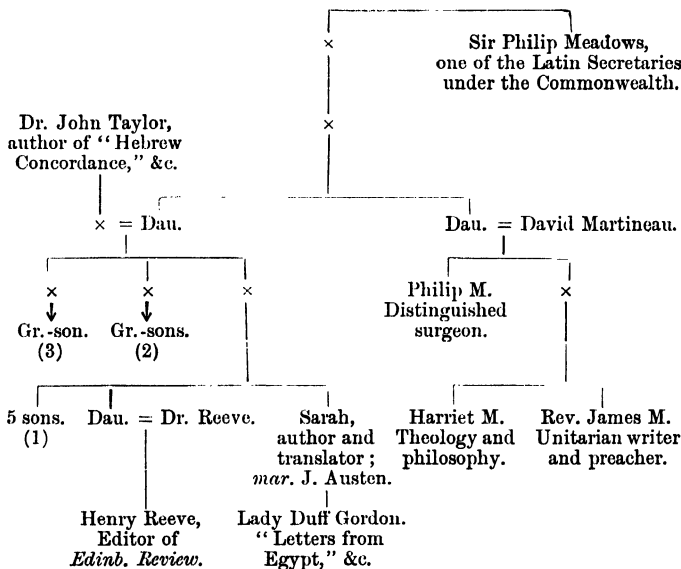 Sir Philip Meadows,
one of the Latin Secretaries
under the Commonwealth.
Dr. John Taylor,
author of "Hebrew
Concordance," &c.
× = Dau.
Dau. = David Martineau.
Philip M.
Distinguished
surgeon.
Gr.-son.
(3)
Gr.-sons.
(2)
5 sons.
(1)
Dau. = Dr. Reeve.
Sarah,
author and
translator;
mar. J. Austen.
Harriet M.
Theology and
philosophy.
Rev. James M.
Unitarian writer
and preacher.
Henry Reeve,
Editor of
Edinb. Review.
Lady Duff Gordon.
"Letters from
Egypt," &c.